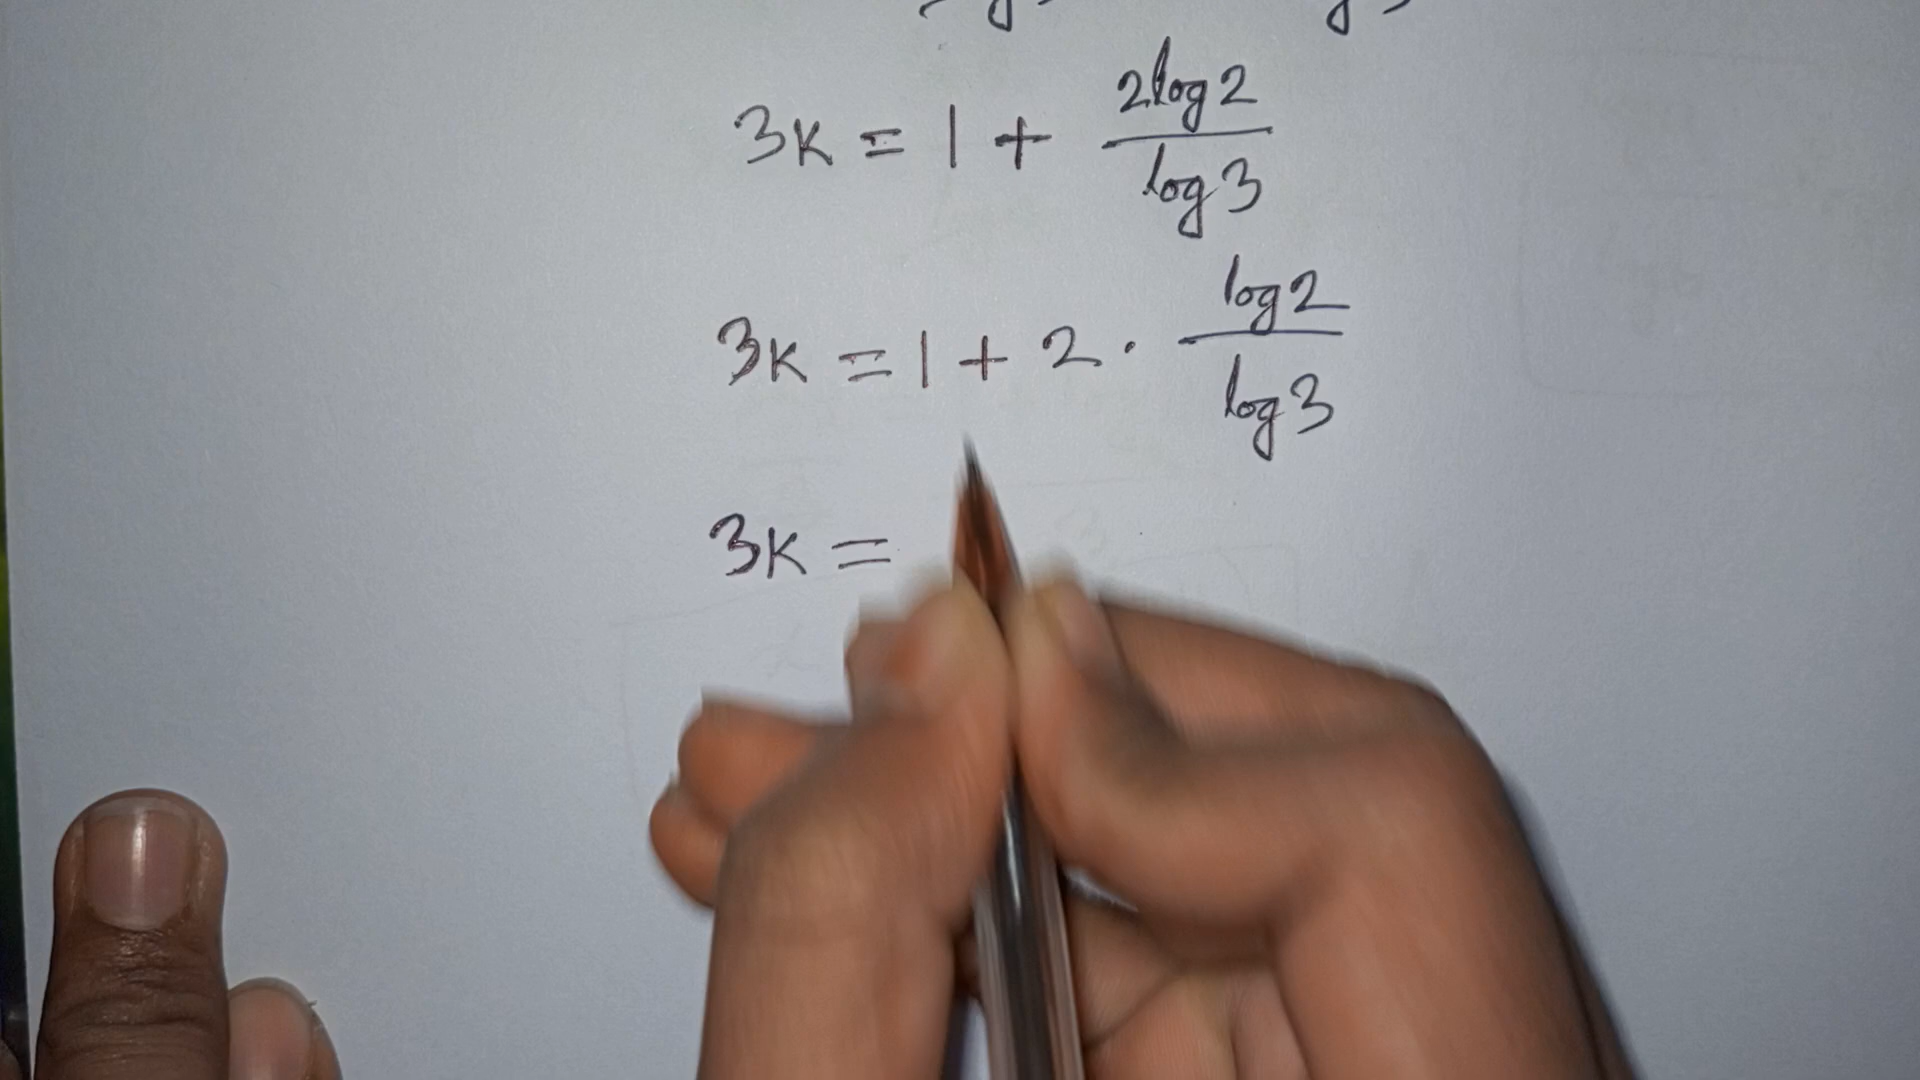 3K = 1 + 2log2/log3
3K = 1 + 2 · log2/log3
3K =